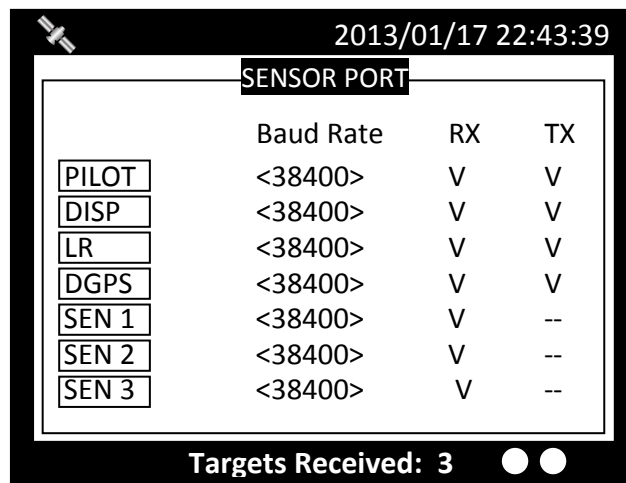 2013/01/17 22:43:39
SENSOR PORT
Baud Rate RX TX
PILOT <38400> V V
DISP <38400> V V
LR <38400> V V
DGPS <38400> V V
SEN 1 <38400> V --
SEN 2 <38400> V --
SEN 3 <38400> V --
Targets Received: 3